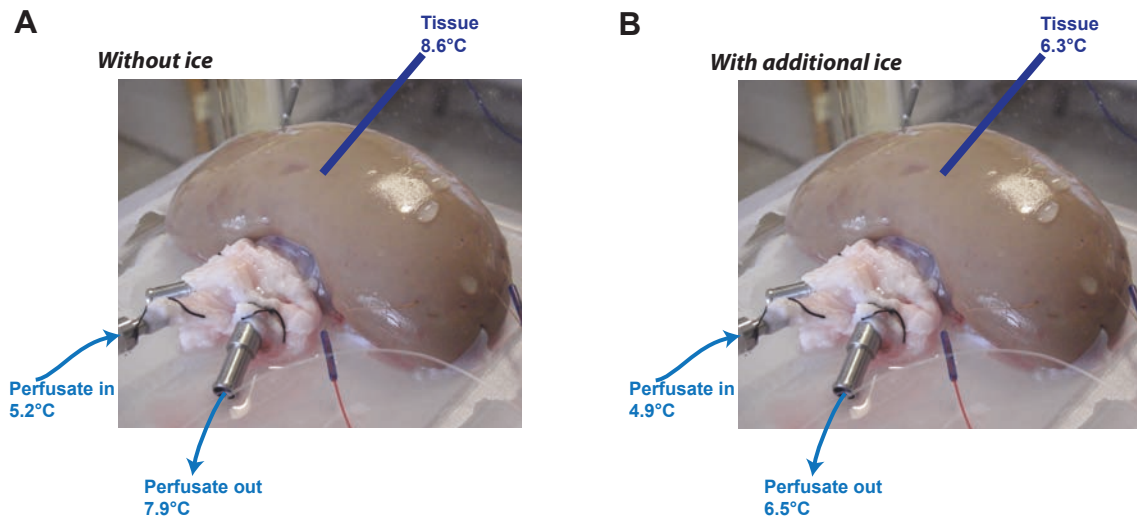 A
Without ice
Tissue
8.6°C
Perfusate in
5.2°C
Perfusate out
7.9°C
B
With additional ice
Tissue
6.3°C
Perfusate in
4.9°C
Perfusate out
6.5°C